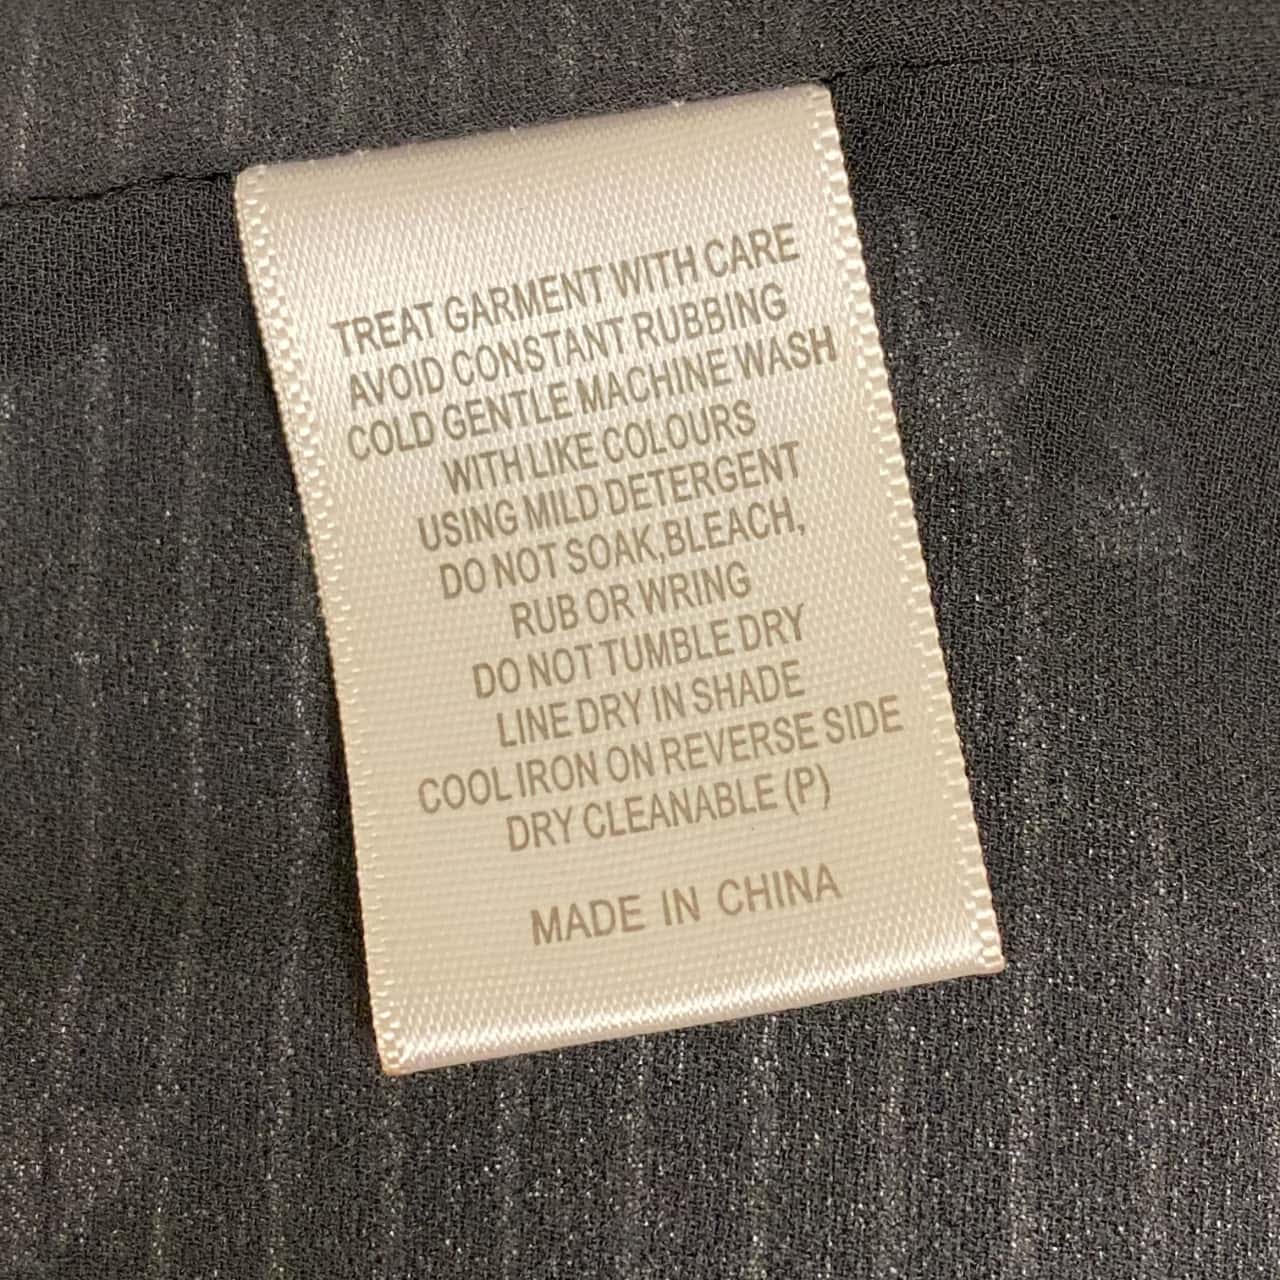 TREAT GARMENT WITH CARE
AVOID CONSTANT RUBBING
COLD GENTLE MACHINE WASH
WITH LIKE COLOURS
USING MILD DETERGENT
DO NOT SOAK,BLEACH,
RUB OR WRING
DO NOT TUMBLE DRY
LINE DRY IN SHADE
COOL IRON ON REVERSE SIDE
DRY CLEANABLE (P)
MADE IN CHINA